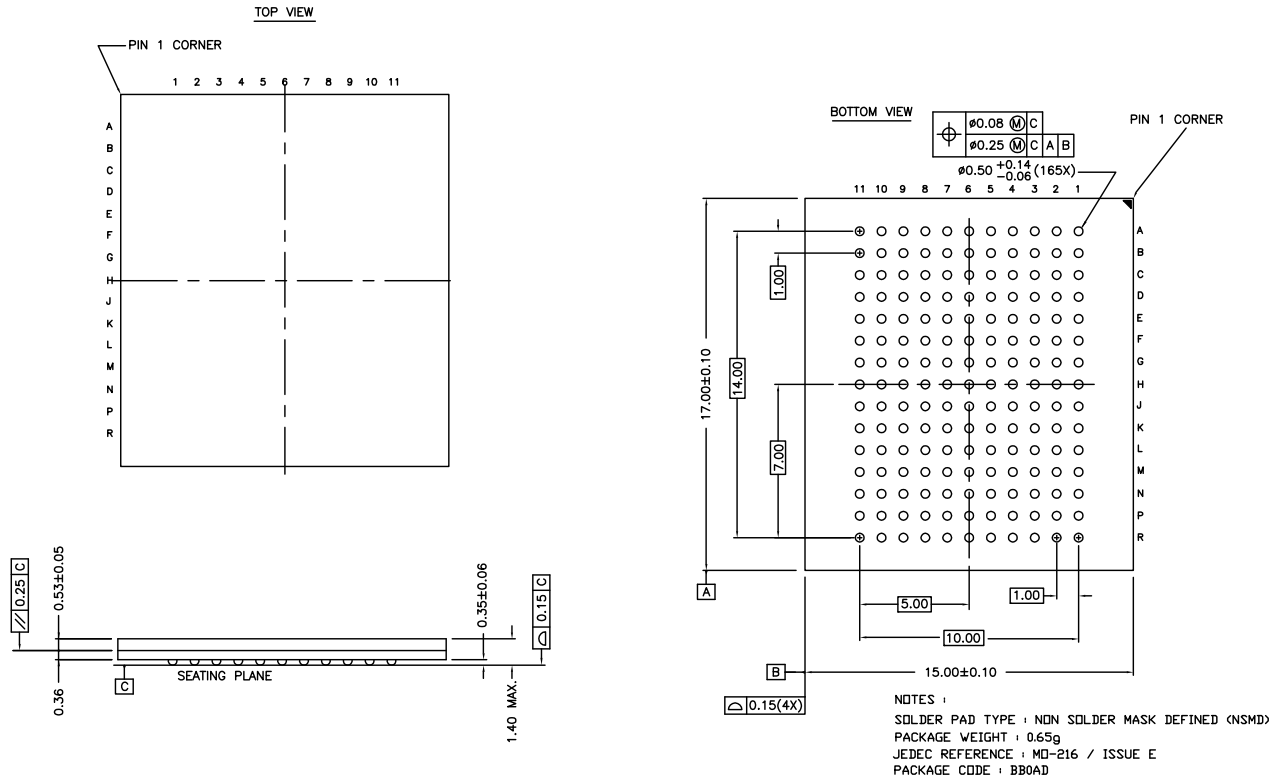 TOP VIEW
PIN 1 CORNER
1 2 3 4 5 6 7 8 9 10 11
A
B
C
D
E
F
G
H
J
K
L
M
N
P
R
BOTTOM VIEW
ø0.08 Ⓜ C
ø0.25 Ⓜ C A B
PIN 1 CORNER
ø0.50 +0.14 -0.06 (165X)
11 10 9 8 7 6 5 4 3 2 1
A
B
C
D
E
F
G
H
J
K
L
M
N
P
R
1.00
17.00±0.10
14.00
7.00
A
5.00
1.00
10.00
B
15.00±0.10
⌓ 0.15(4X)
// 0.25 C
0.53±0.05
0.36
C
SEATING PLANE
0.35±0.06
1.40 MAX.
⌓ 0.15 C
NOTES :
SOLDER PAD TYPE : NON SOLDER MASK DEFINED (NSMD)
PACKAGE WEIGHT : 0.65g
JEDEC REFERENCE : MO-216 / ISSUE E
PACKAGE CODE : BB0AD